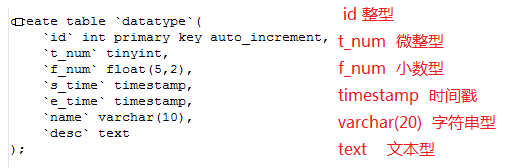 create table `datatype`(
`id` int primary key auto_increment,
`t_num` tinyint,
`f_num` float(5,2),
`s_time` timestamp,
`e_time` timestamp,
`name` varchar(10),
`desc` text
);
id 整型
t_num 微整型
f_num 小数型
timestamp 时间戳
varchar(20) 字符串型
text 文本型